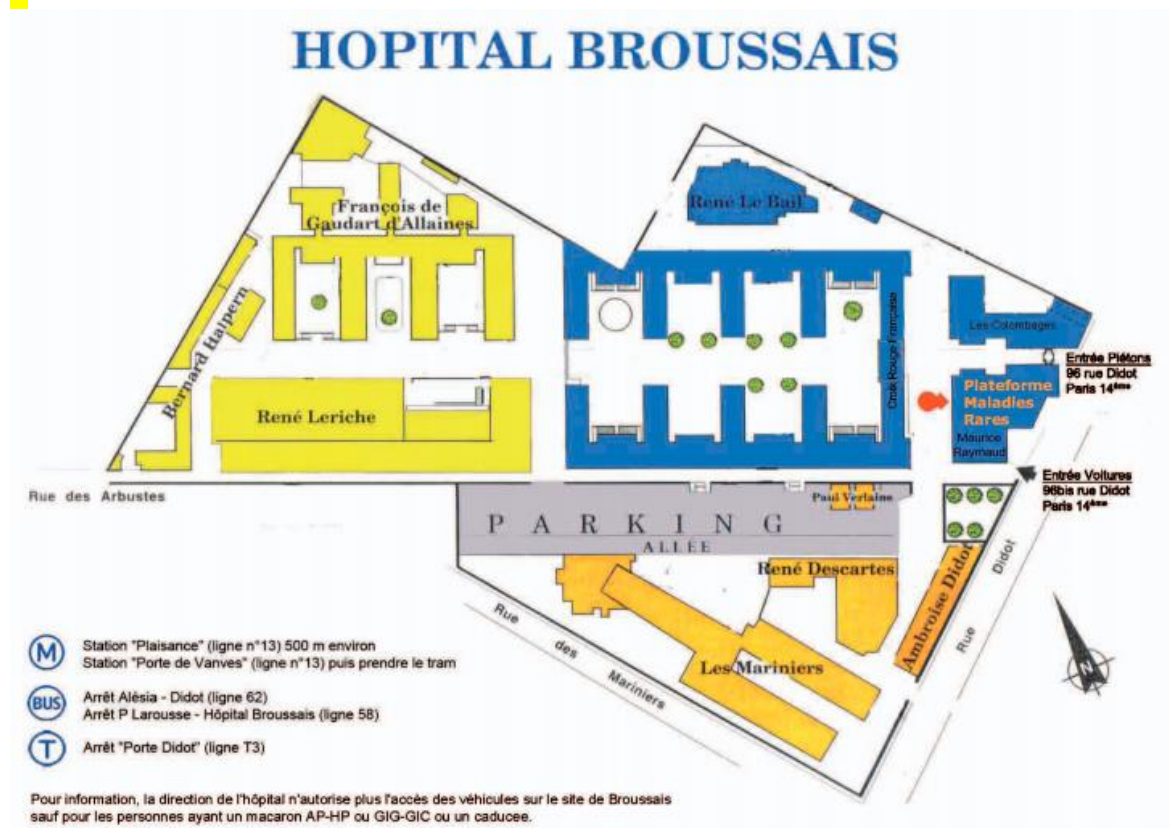 HOPITAL BROUSSAIS
René Le Bail
François de
Gaudart d'Allaines
Bernard Halpern
Croix Rouge Française
Les Colombages
Entrée Piétons
96 rue Didot
Paris 14ème
Plateforme
Maladies
Rares
Maurice
Raymaud
René Leriche
Entrée Voitures
96bis rue Didot
Paris 14ème
Rue des Arbustes
Paul Verlaine
PARKING
ALLÉE
René Descartes
Ambroise Didot
Rue Didot
Rue des Mariniers
Les Mariniers
M
Station "Plaisance" (ligne n°13) 500 m environ
Station "Porte de Vanves" (ligne n°13) puis prendre le tram
BUS
Arrêt Alésia - Didot (ligne 62)
Arrêt P Larousse - Hôpital Broussais (ligne 58)
T
Arrêt "Porte Didot" (ligne T3)
Pour information, la direction de l'hôpital n'autorise plus l'accès des véhicules sur le site de Broussais
sauf pour les personnes ayant un macaron AP-HP ou GIG-GIC ou un caducée.